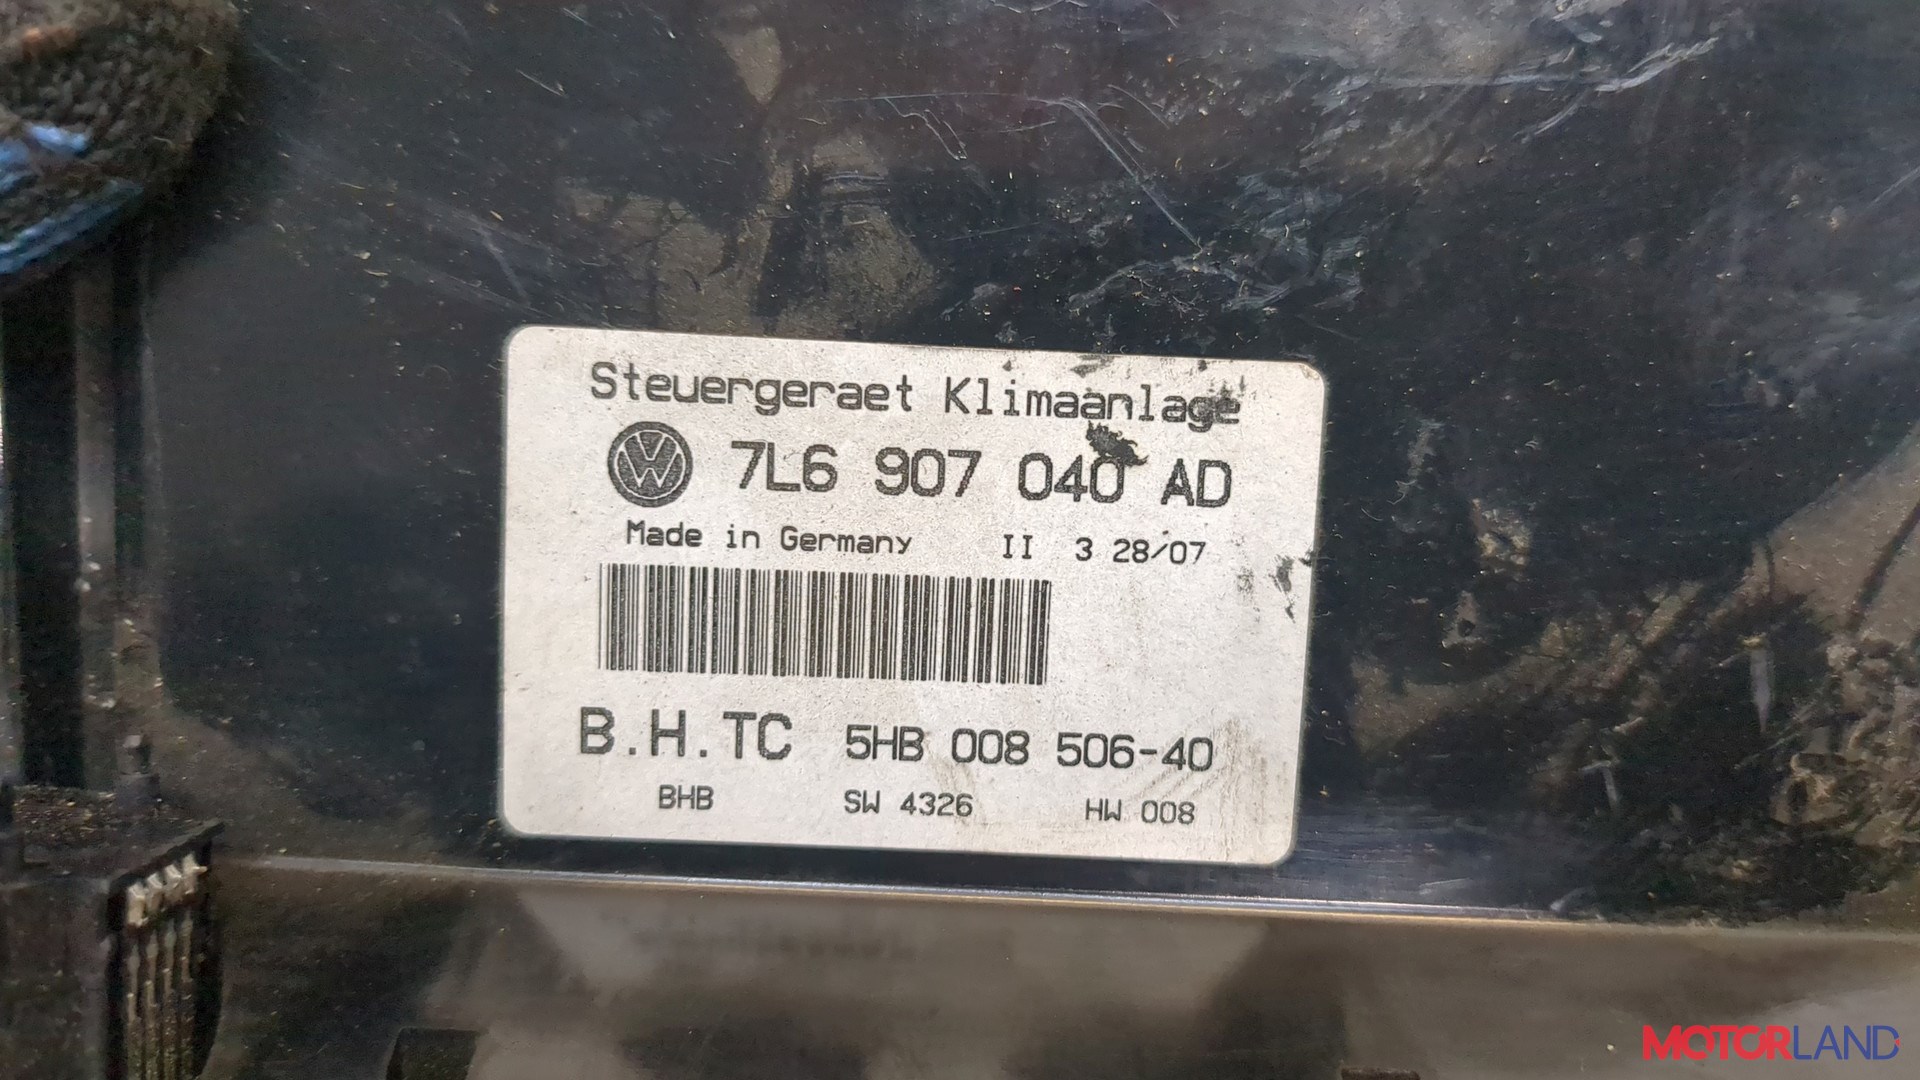 Steuergeraet Klimaanlage
7L6 907 040 AD
Made in Germany II 3 28/07
B.H.TC 5HB 008 506-40
BHB SW 4326 HW 008
MOTORLAND